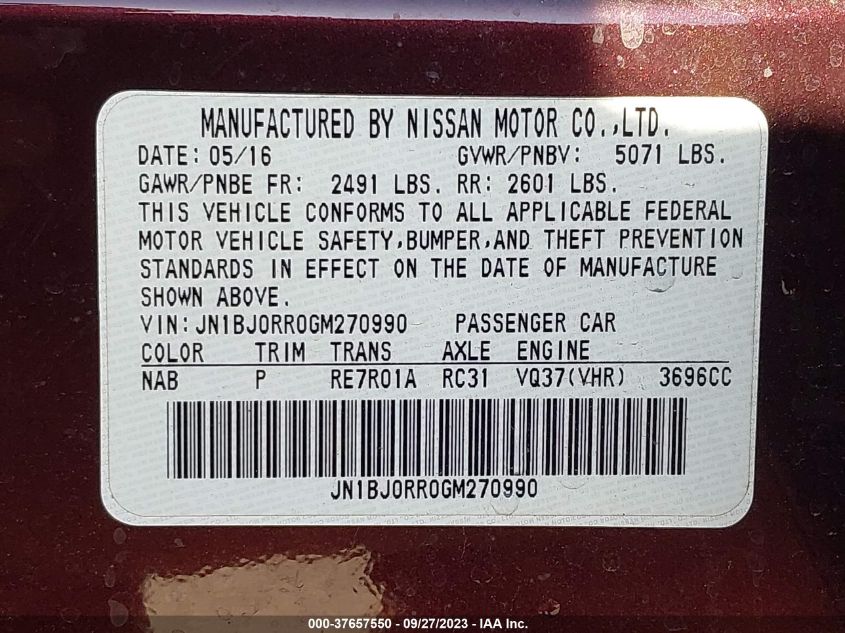 MANUFACTURED BY NISSAN MOTOR CO.,LTD.
DATE: 05/16 GVWR/PNBV: 5071 LBS.
GAWR/PNBE FR: 2491 LBS. RR: 2601 LBS.
THIS VEHICLE CONFORMS TO ALL APPLICABLE FEDERAL
MOTOR VEHICLE SAFETY,BUMPER,AND THEFT PREVENTION
STANDARDS IN EFFECT ON THE DATE OF MANUFACTURE
SHOWN ABOVE.
VIN: JN1BJ0RR0GM270990 PASSENGER CAR
COLOR TRIM TRANS AXLE ENGINE
NAB P RE7R01A RC31 VQ37(VHR) 3696CC
JN1BJ0RR0GM270990
000-37657550 - 09/27/2023 - IAA Inc.